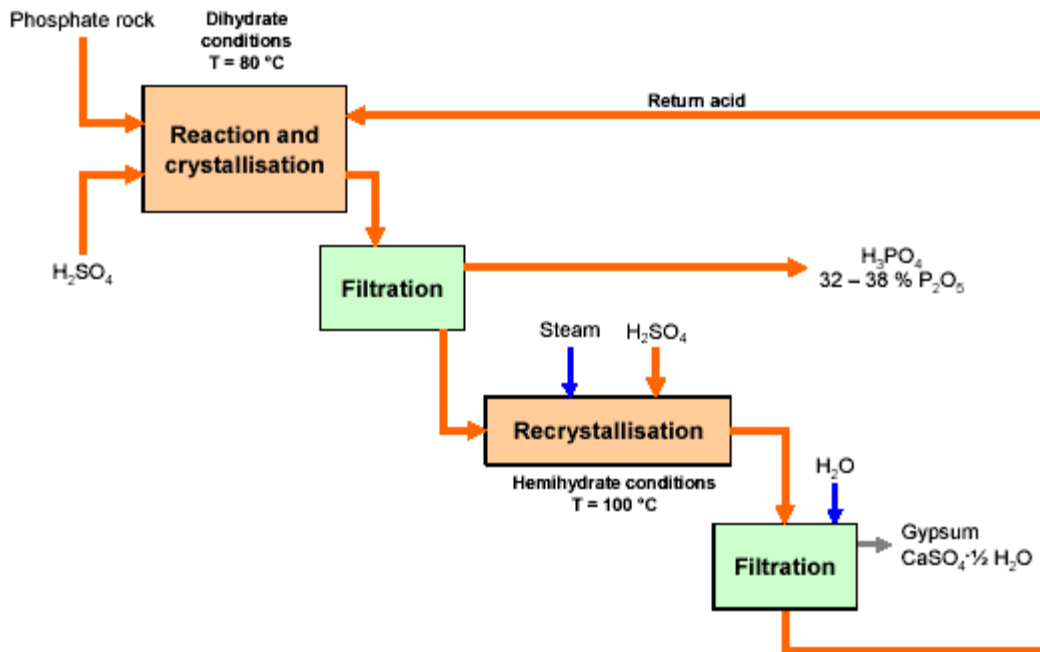 Phosphate rock
Dihydrate
conditions
T = 80 °C
Return acid
Reaction and
crystallisation
H₂SO₄
Filtration
H₃PO₄
32 – 38 % P₂O₅
Steam
H₂SO₄
Recrystallisation
Hemihydrate conditions
T = 100 °C
H₂O
Filtration
Gypsum
CaSO₄·½ H₂O